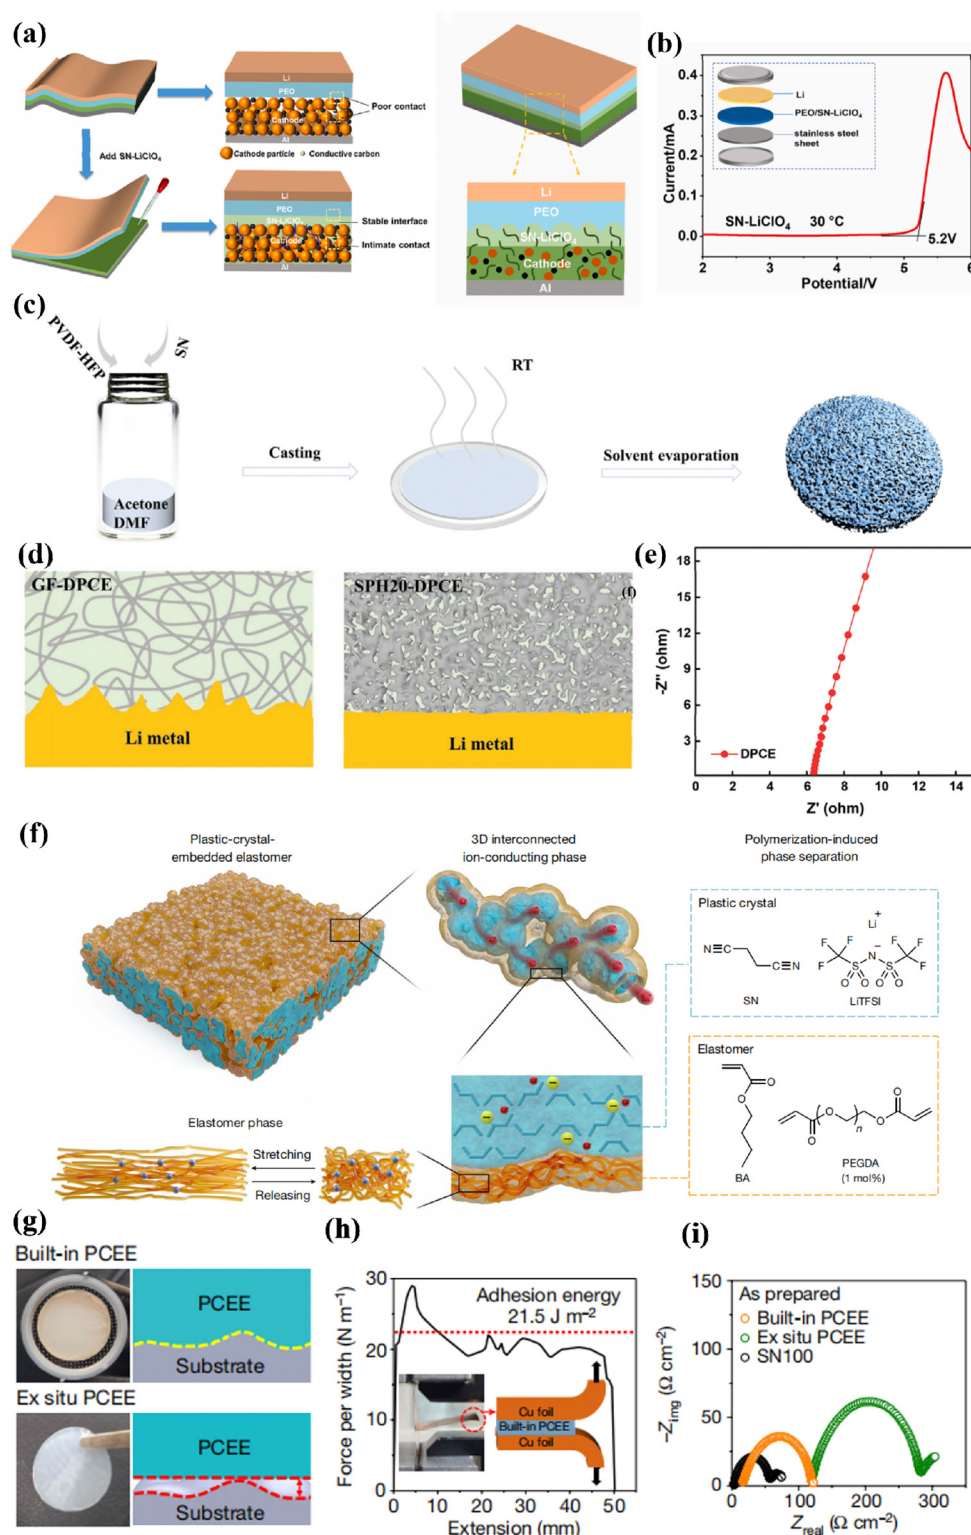 (a)
Li
PEO
Poor contact
Cathode
Al
Cathode particle
Conductive carbon
Add SN-LiClO₄
Li
PEO
SN-LiClO₄
Stable interface
Cathode
Intimate contact
Al
Li
PEO
SN-LiClO₄
Cathode
Al
(b)
Current/mA
0.4
0.3
0.2
0.1
0.0
Li
PEO/SN-LiClO₄
stainless steel
sheet
SN-LiClO₄ 30 °C
5.2V
2 3 4 5 6
Potential/V
(c)
PVDF-HFP
SN
Acetone
DMF
Casting
RT
Solvent evaporation
(d)
GF-DPCE
Li metal
SPH20-DPCE
(f)
Li metal
(e)
-Z'' (ohm)
18
15
12
9
6
3
DPCE
0 2 4 6 8 10 12 14
Z' (ohm)
(f)
Plastic-crystal-
embedded elastomer
3D interconnected
ion-conducting phase
Polymerization-induced
phase separation
Plastic crystal
Li
+
N
CN
SN
F
F
F
S
O O
N
−
S
O O
F
F
F
LiTFSI
Elastomer
O
O
BA
O
O
O
n
O
O
PEGDA
(1 mol%)
Elastomer phase
Stretching
Releasing
(g)
Built-in PCEE
PCEE
Substrate
Ex situ PCEE
PCEE
Substrate
(h)
Force per width (N m⁻¹)
30
20
10
0
Adhesion energy
21.5 J m⁻²
Cu foil
Built-in PCEE
Cu foil
0 10 20 30 40 50
Extension (mm)
(i)
−Zimg (Ω cm⁻²)
150
100
50
0
As prepared
Built-in PCEE
Ex situ PCEE
SN100
0 100 200 300
Zreal (Ω cm⁻²)